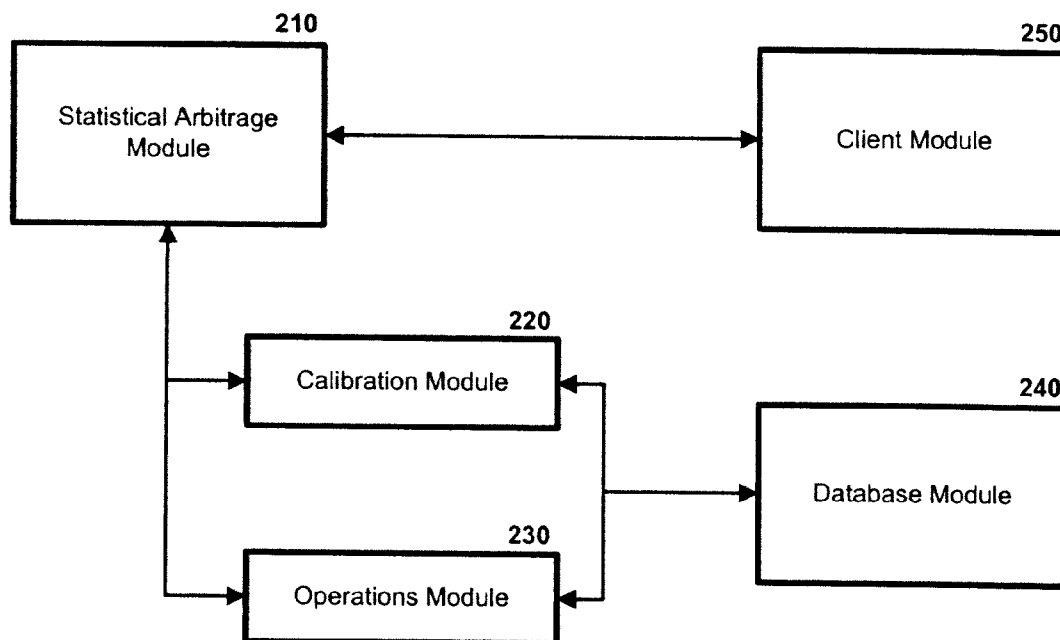 210
Statistical Arbitrage
Module
250
Client Module
220
Calibration Module
240
Database Module
230
Operations Module